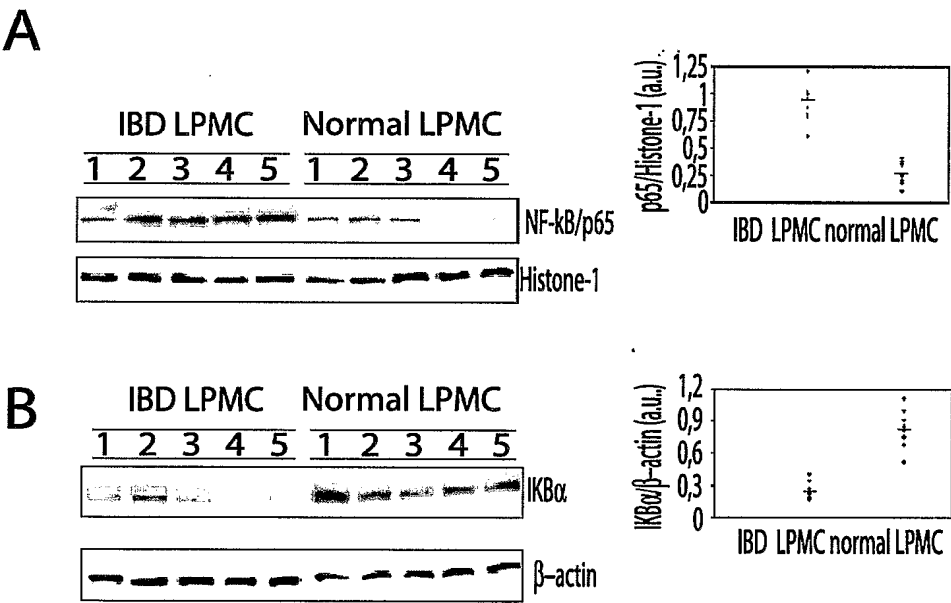 A
IBD LPMC Normal LPMC
1 2 3 4 5 1 2 3 4 5
NF-kB/p65
Histone-1
p65/Histone-1 (a.u.)
1,25
1
0,75
0,5
0,25
0
IBD LPMC normal LPMC
B
IBD LPMC Normal LPMC
1 2 3 4 5 1 2 3 4 5
IKBα
β-actin
IKBα/β-actin (a.u..)
1,2
0,9
0,6
0,3
0
IBD LPMC normal LPMC